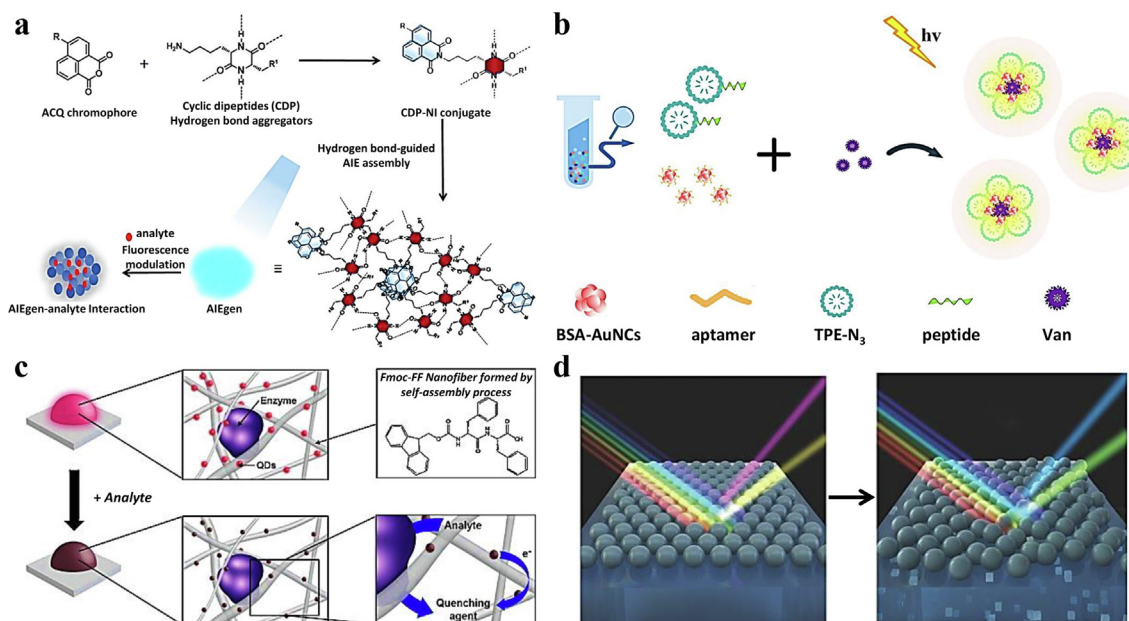 a
R
ACQ chromophore
+
H₂N
H
N
O
N
H
R¹
Cyclic dipeptides (CDP)
Hydrogen bond aggregators
CDP-NI conjugate
Hydrogen bond-guided
AIE assembly
analyte
Fluorescence
modulation
AIEgen-analyte Interaction
AIEgen
≡
b
hν
+
BSA-AuNCs
aptamer
TPE-N₃
peptide
Van
c
Enzyme
QDs
Fmoc-FF Nanofiber formed by
self-assembly process
+ Analyte
Analyte
e⁻
Quenching
agent
d